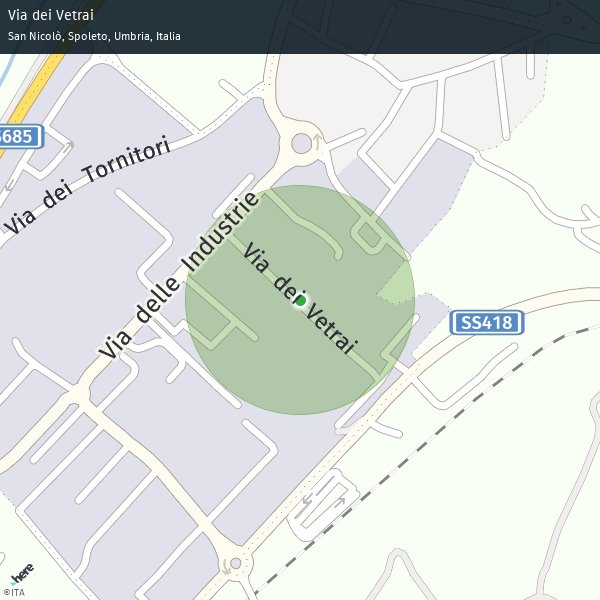 Via dei Vetrai
San Nicolò, Spoleto, Umbria, Italia
S685
Via dei Tornitori
Via delle Industrie
Via dei Vetrai
SS418
here
©ITA